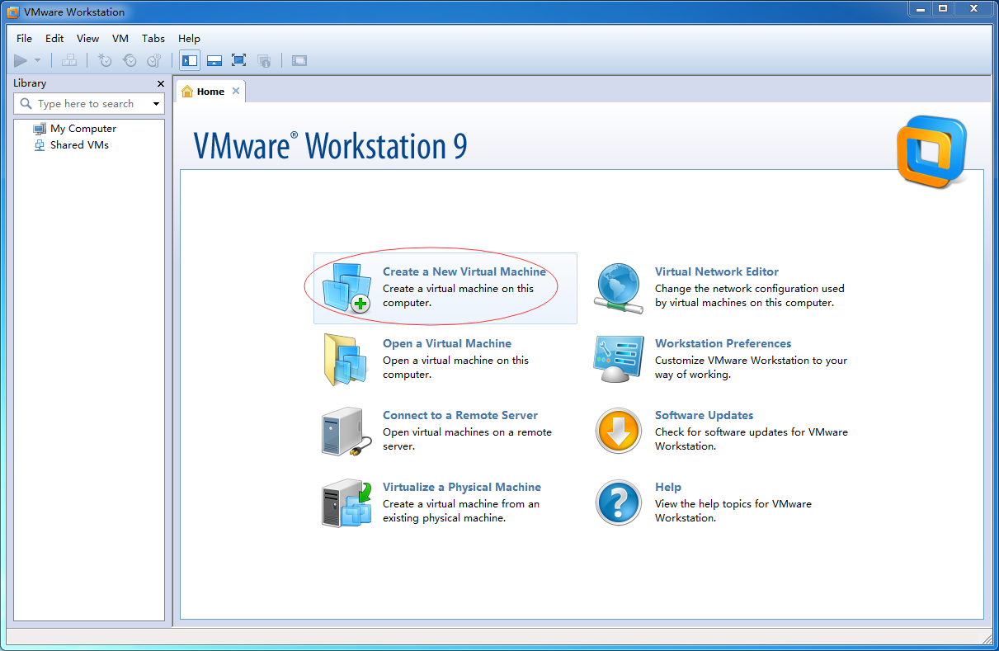 VMware Workstation
File Edit View VM Tabs Help
Library
Type here to search
My Computer
Shared VMs
Home
VMware® Workstation 9
Create a New Virtual Machine
Create a virtual machine on this
computer.
Open a Virtual Machine
Open a virtual machine on this
computer.
Connect to a Remote Server
Open virtual machines on a remote
server.
Virtualize a Physical Machine
Create a virtual machine from an
existing physical machine.
Virtual Network Editor
Change the network configuration used
by virtual machines on this computer.
Workstation Preferences
Customize VMware Workstation to your
way of working.
Software Updates
Check for software updates for VMware
Workstation.
Help
View the help topics for VMware
Workstation.